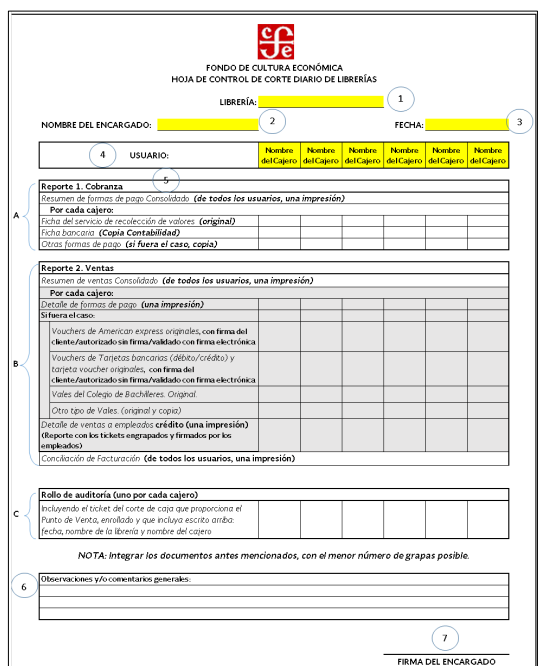 cfe
FONDO DE CULTURA ECONÓMICA
HOJA DE CONTROL DE CORTE DIARIO DE LIBRERÍAS
LIBRERÍA: 1
NOMBRE DEL ENCARGADO: 2 FECHA: 3
4 USUARIO: Nombre del Cajero Nombre del Cajero Nombre del Cajero Nombre del Cajero Nombre del Cajero Nombre del Cajero
5
A
Reporte 1. Cobranza
Resumen de formas de pago Consolidado (de todos los usuarios, una impresión)
Por cada cajero:
Ficha del servicio de recolección de valores (original)
Ficha bancaria (Copia Contabilidad)
Otras formas de pago (si fuera el caso, copia)
B
Reporte 2. Ventas
Resumen de ventas Consolidado (de todos los usuarios, una impresión)
Por cada cajero:
Detalle de formas de pago (una impresión)
Si fuera el caso:
Vouchers de American express originales, con firma del
cliente/autorizado sin firma/validado con firma electrónica
Vouchers de Tarjetas bancarias (débito/crédito) y
tarjeta voucher originales, con firma del
cliente/autorizado sin firma/validado con firma electrónica
Vales del Colegio de Bachilleres. Original.
Otro tipo de Vales. (original y copia)
Detalle de ventas a empleados crédito (una impresión)
(Reporte con los tickets engrapados y firmados por los
empleados)
Conciliación de Facturación (de todos los usuarios, una impresión)
C
Rollo de auditoría (uno por cada cajero)
Incluyendo el ticket del corte de caja que proporciona el
Punto de Venta, enrollado y que incluya escrito arriba:
fecha, nombre de la librería y nombre del cajero
NOTA: Integrar los documentos antes mencionados, con el menor número de grapas posible.
6
Observaciones y/o comentarios generales:
7
FIRMA DEL ENCARGADO